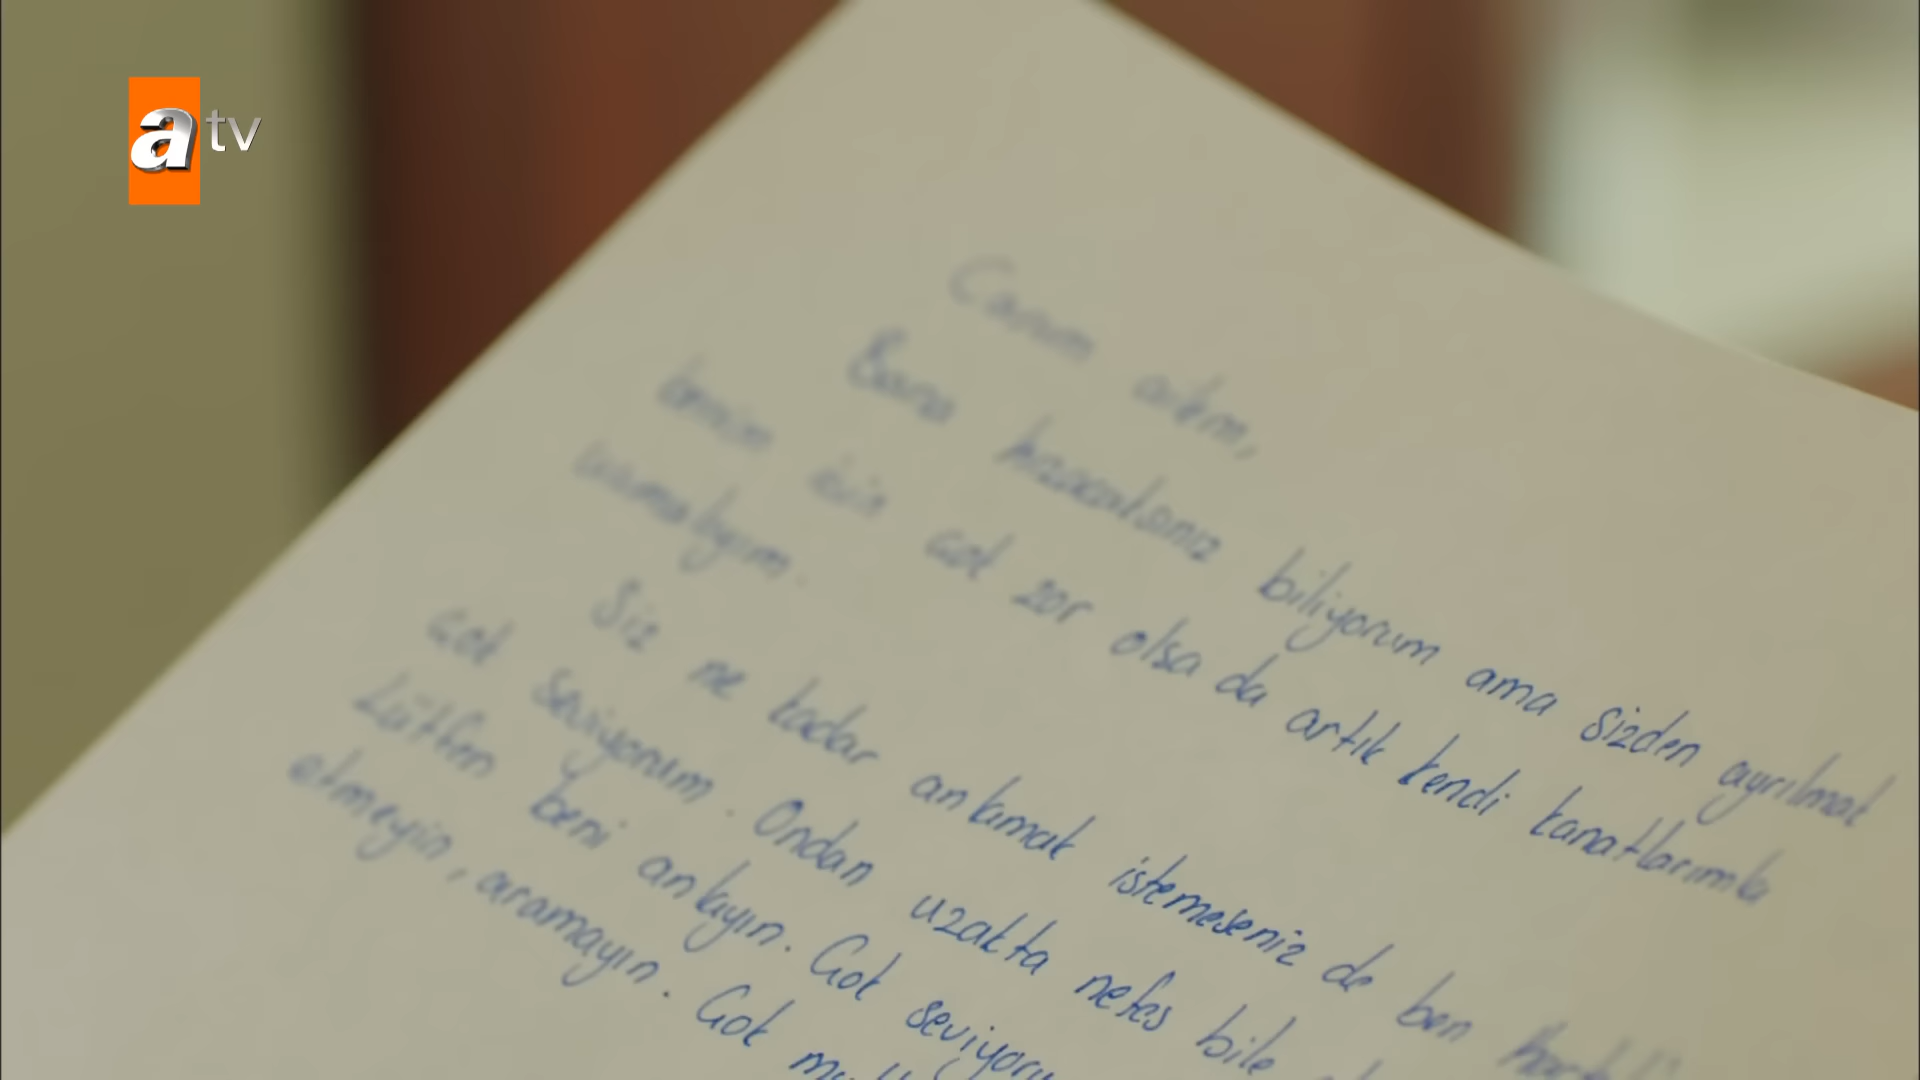 atv
Canım ailem,
Bana kızacaksınız biliyorum ama sizden ayrılmak
benim için çok zor olsa da artık kendi kanatlarımla
uçmalıyım.
Siz ne kadar anlamak istemeseniz de ben
çok seviyorum. Ondan uzakta nefes bile
Lütfen beni anlayın. Çok seviyoru
etmeyin, aramayın. Çok